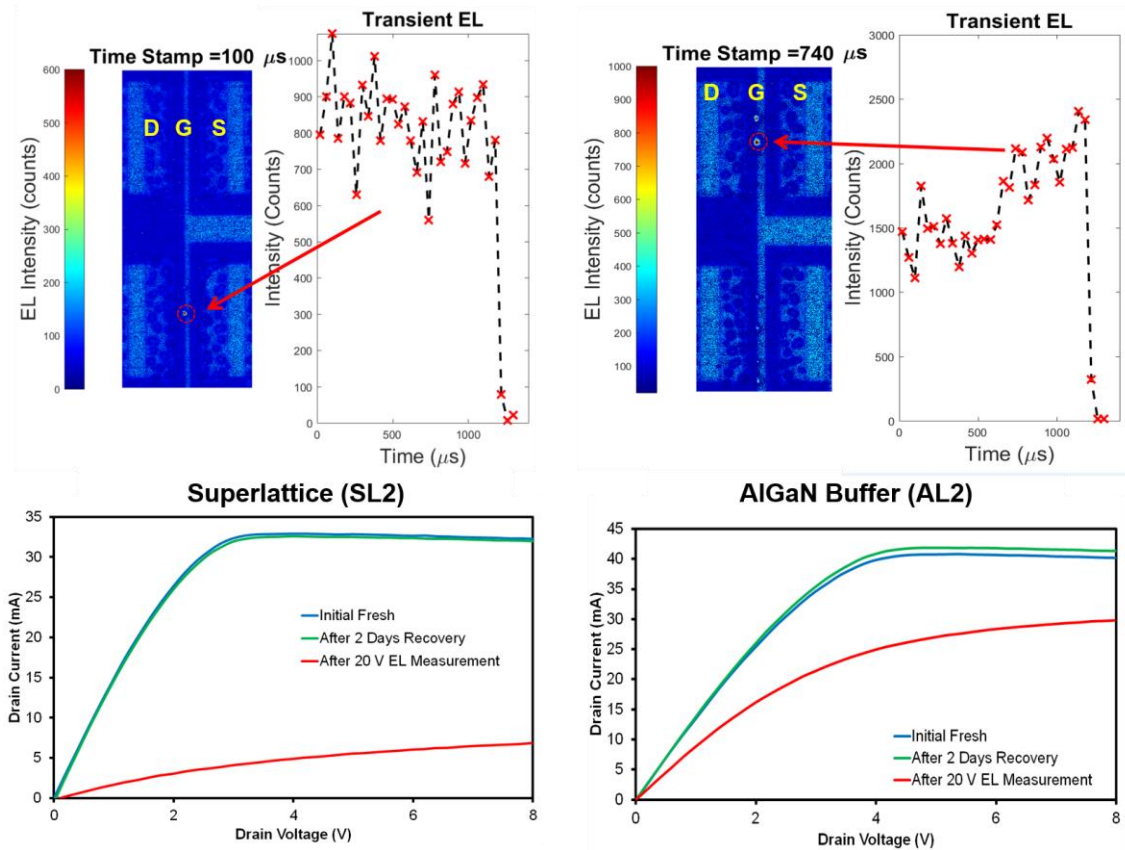 Transient EL
Time Stamp =100 μs
EL Intensity (counts)
600
500
400
300
200
100
0
D G S
Intensity (Counts)
1000
900
800
700
600
500
400
300
200
100
0
0 500 1000
Time (μs)
Transient EL
Time Stamp =740 μs
EL Intensity (counts)
1000
900
800
700
600
500
400
300
200
100
D G S
Intensity (Counts)
3000
2500
2000
1500
1000
500
0
0 500 1000
Time (μs)
Superlattice (SL2)
Drain Current (mA)
35
30
25
20
15
10
5
0
Initial Fresh
After 2 Days Recovery
After 20 V EL Measurement
0 2 4 6 8
Drain Voltage (V)
AlGaN Buffer (AL2)
Drain Current (mA)
45
40
35
30
25
20
15
10
5
0
Initial Fresh
After 2 Days Recovery
After 20 V EL Measurement
0 2 4 6 8
Drain Voltage (V)